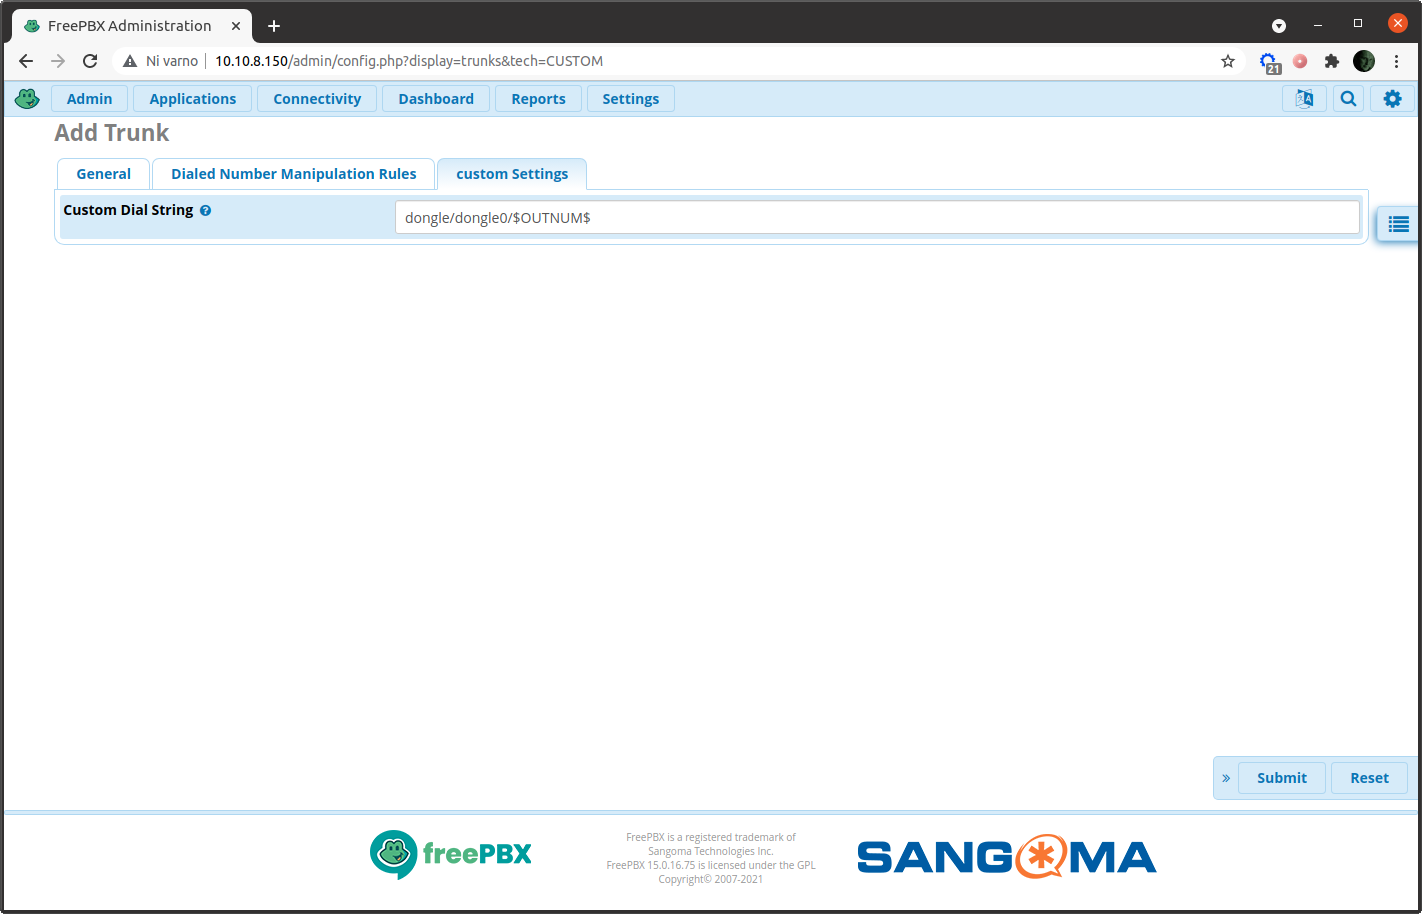 FreePBX Administration
Ni varno
10.10.8.150/admin/config.php?display=trunks&tech=CUSTOM
21
Admin
Applications
Connectivity
Dashboard
Reports
Settings
Add Trunk
General
Dialed Number Manipulation Rules
custom Settings
Custom Dial String
dongle/dongle0/$OUTNUM$
Submit
Reset
freePBX
FreePBX is a registered trademark of
Sangoma Technologies Inc.
FreePBX 15.0.16.75 is licensed under the GPL
Copyright© 2007-2021
SANGOMA